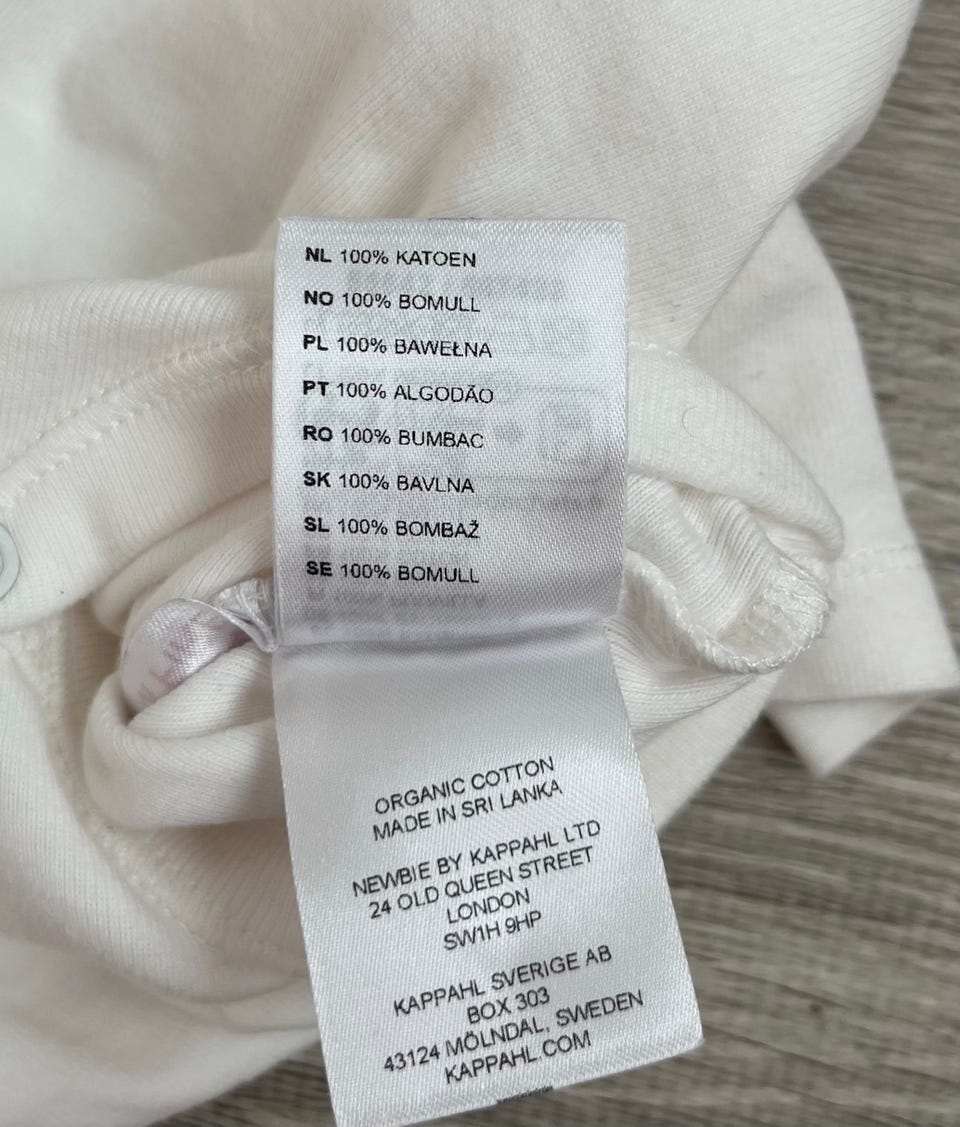 NL 100% KATOEN
NO 100% BOMULL
PL 100% BAWEŁNA
PT 100% ALGODÃO
RO 100% BUMBAC
SK 100% BAVLNA
SL 100% BOMBAŽ
SE 100% BOMULL
ORGANIC COTTON
MADE IN SRI LANKA
NEWBIE BY KAPPAHL LTD
24 OLD QUEEN STREET
LONDON
SW1H 9HP
KAPPAHL SVERIGE AB
BOX 303
43124 MÖLNDAL, SWEDEN
KAPPAHL.COM